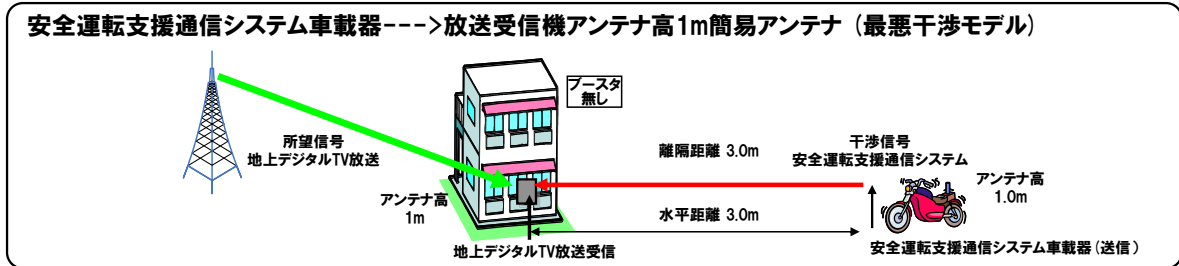 安全運転支援通信システム車載器--->放送受信機アンテナ高1m簡易アンテナ (最悪干渉モデル)
ブースタ
無し
所望信号
地上デジタルTV放送
離隔距離 3.0m
干渉信号
安全運転支援通信システム
アンテナ高
1m
アンテナ高
1.0m
水平距離 3.0m
地上デジタルTV放送受信
安全運転支援通信システム車載器(送信)